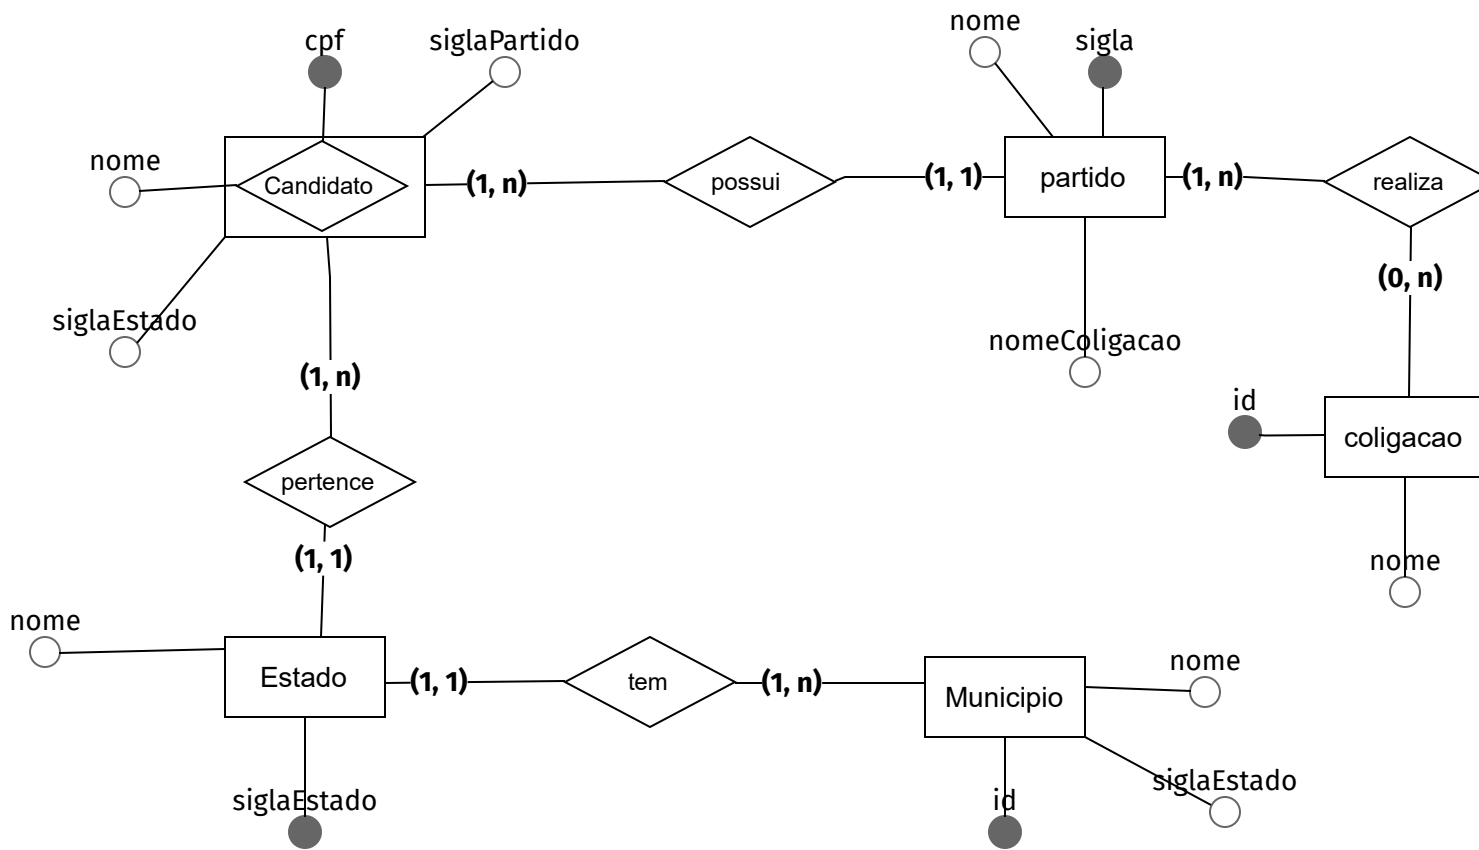 nome
sigla
cpf
siglaPartido
nome
Candidato
(1, n)
possui
(1, 1)
partido
(1, n)
realiza
(0, n)
siglaEstado
nomeColigacao
(1, n)
id
coligacao
pertence
(1, 1)
nome
nome
Estado
(1, 1)
tem
(1, n)
Municipio
nome
siglaEstado
siglaEstado
id